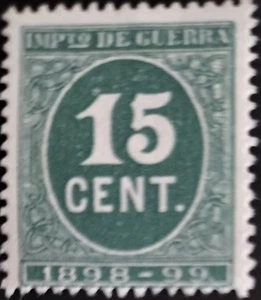 IMPTO DE GUERRA
15
CENT.
1898-99